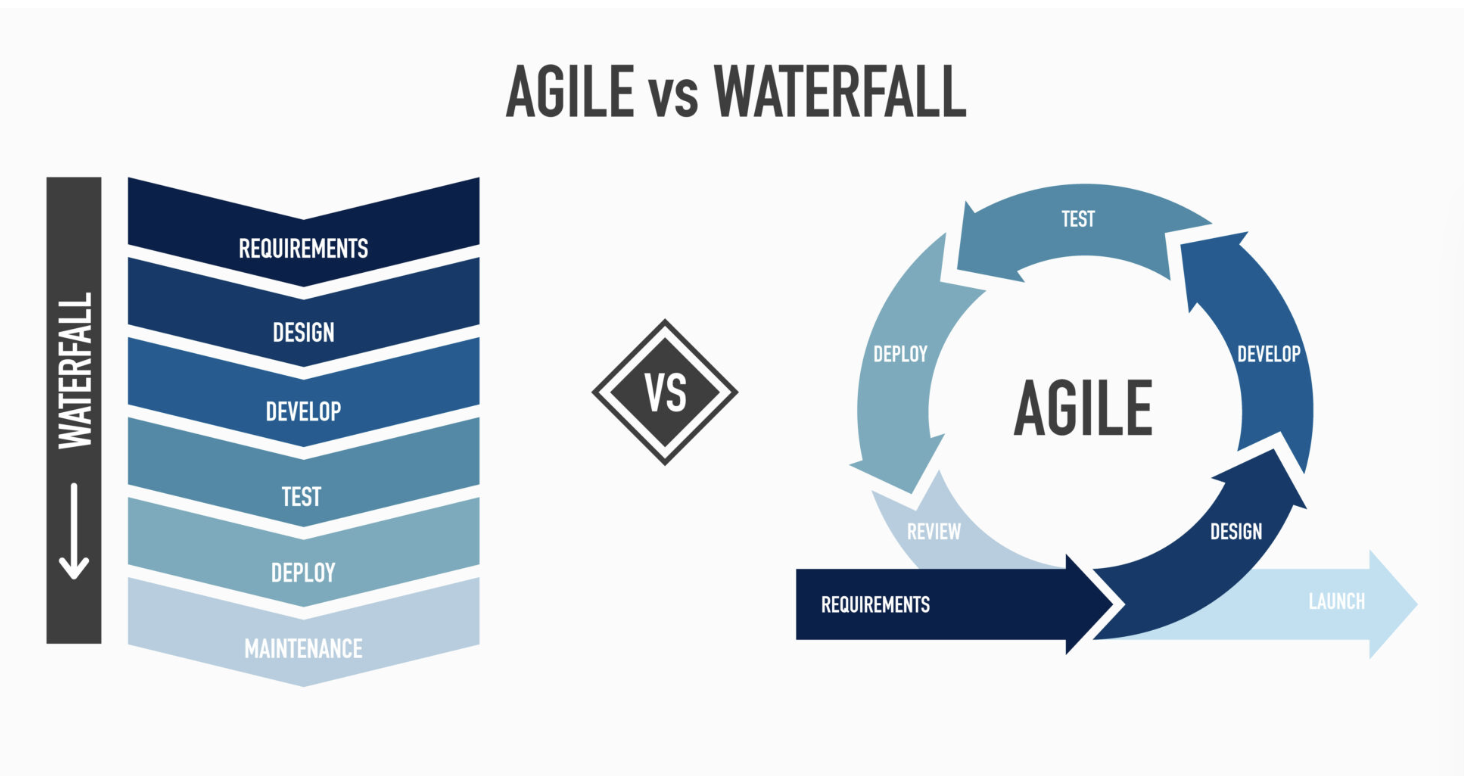 AGILE vs WATERFALL
WATERFALL
REQUIREMENTS
DESIGN
DEVELOP
TEST
DEPLOY
MAINTENANCE
VS
AGILE
REQUIREMENTS
DESIGN
DEVELOP
TEST
DEPLOY
REVIEW
LAUNCH